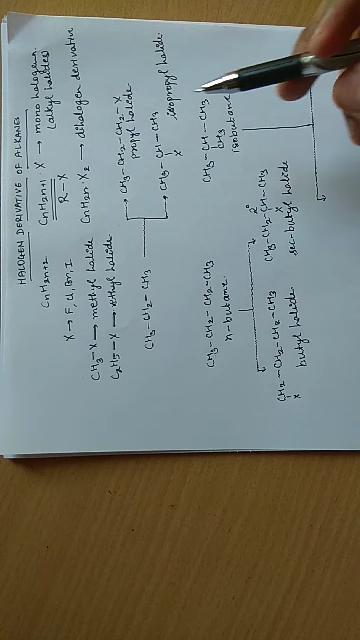 HALOGEN DERIVATIVE OF ALKANES
CnH2n+2 CnH2n+1 X → mono halogen
(alkyl halides)
R-X
X → F, Cl, Br, I CnH2n X2 → dihalogen derivative
CH3-X → methyl halide
C2H5-X → ethyl halide
CH3-CH2-CH2-X
propyl halide
CH3-CH2-CH3
CH3-CH-CH3
X
isopropyl halide
CH3-CH2-CH2-CH3 CH3-CH-CH3
CH3
n-butane isobutane
2°
CH2-CH2-CH2-CH3 CH3-CH2-CH-CH3
X X
butyl halide sec-butyl halide